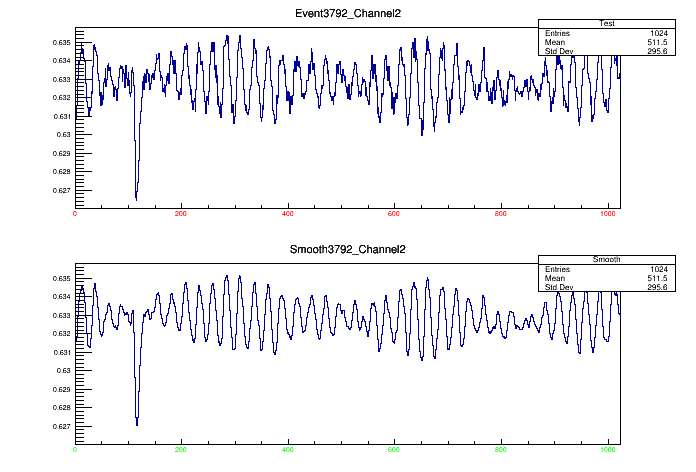 Event3792_Channel2
Test
Entries 1024
Mean 511.5
Std Dev 295.6
0.635
0.634
0.633
0.632
0.631
0.63
0.629
0.628
0.627
0 200 400 600 800 1000
Smooth3792_Channel2
Smooth
Entries 1024
Mean 511.5
Std Dev 295.6
0.635
0.634
0.633
0.632
0.631
0.63
0.629
0.628
0.627
0 200 400 600 800 1000